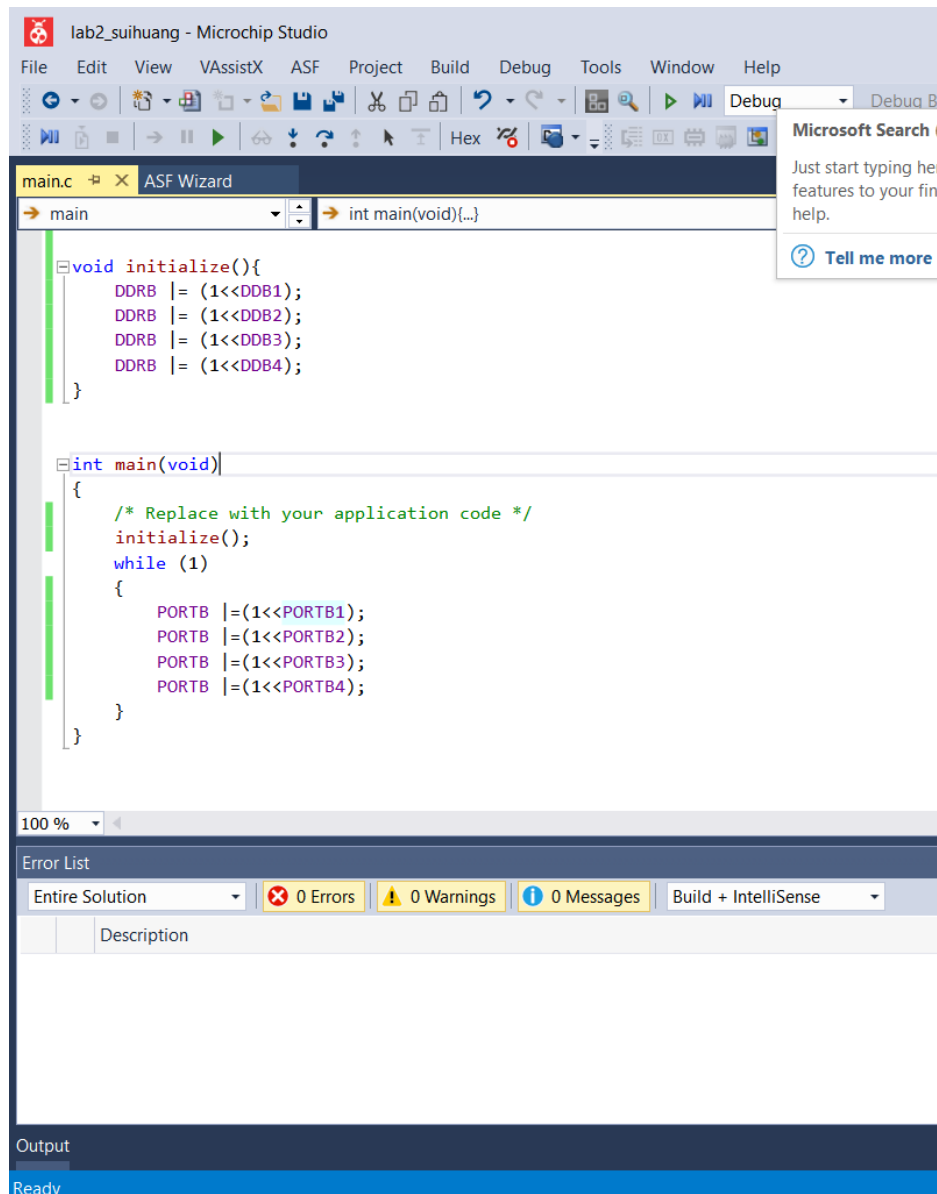 lab2_suihuang - Microchip Studio
File Edit View VAssistX ASF Project Build Debug Tools Window Help
Debug Debug B
Hex
Microsoft Search (
Just start typing her
features to your fin
help.
Tell me more
main.c ASF Wizard
main int main(void){...}
void initialize(){
DDRB |= (1<<DDB1);
DDRB |= (1<<DDB2);
DDRB |= (1<<DDB3);
DDRB |= (1<<DDB4);
}
int main(void)
{
/* Replace with your application code */
initialize();
while (1)
{
PORTB |=(1<<PORTB1);
PORTB |=(1<<PORTB2);
PORTB |=(1<<PORTB3);
PORTB |=(1<<PORTB4);
}
}
100 %
Error List
Entire Solution 0 Errors 0 Warnings 0 Messages Build + IntelliSense
Description
Output
Ready